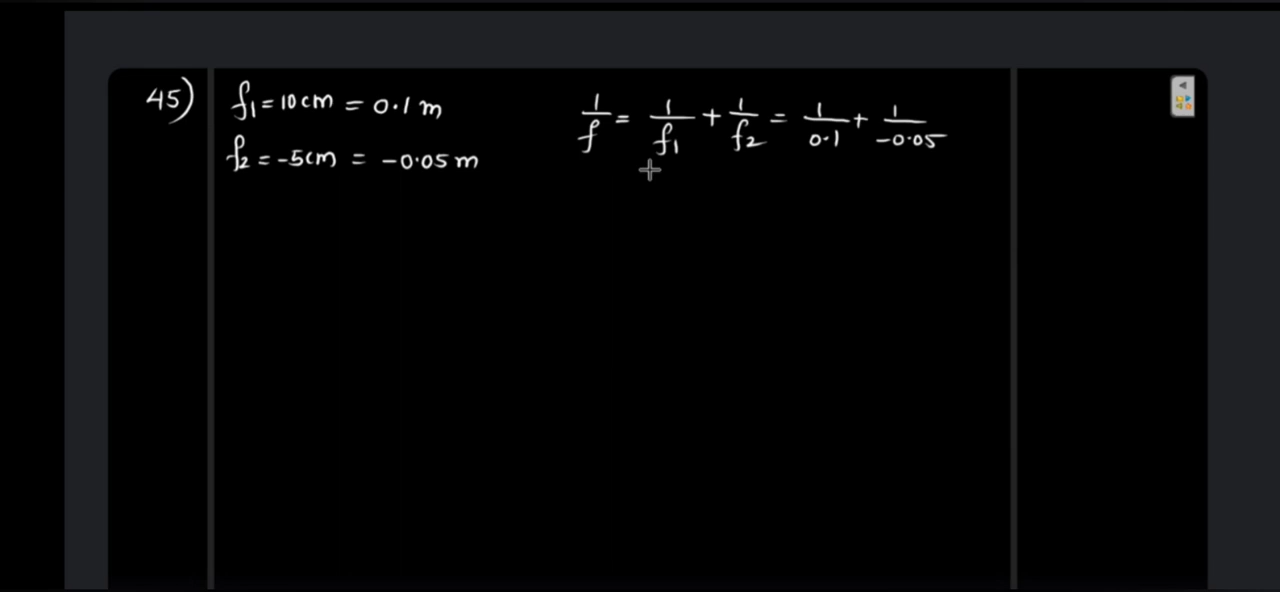 45) f₁ = 10 cm = 0.1 m
f₂ = -5 cm = -0.05 m
1/f = 1/f₁ + 1/f₂ = 1/0.1 + 1/-0.05